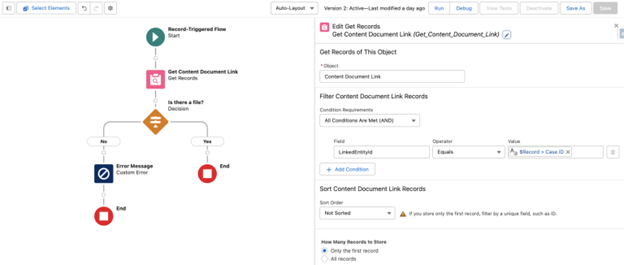 Select Elements
Auto-Layout
Version 2: Active—Last modified a day ago
Run
Debug
View Tests
Deactivate
Save As
Save
Record-Triggered Flow
Start
Get Content Document Link
Get Records
Is there a file?
Decision
No
Yes
Error Message
Custom Error
End
End
Edit Get Records
Get Content Document Link (Get_Content_Document_Link)
Get Records of This Object
*Object
Content Document Link
Filter Content Document Link Records
Condition Requirements
All Conditions Are Met (AND)
Field
Operator
Value
LinkedEntityId
Equals
$Record > Case ID
+ Add Condition
Sort Content Document Link Records
Sort Order
Not Sorted
If you store only the first record, filter by a unique field, such as ID.
How Many Records to Store
Only the first record
All records